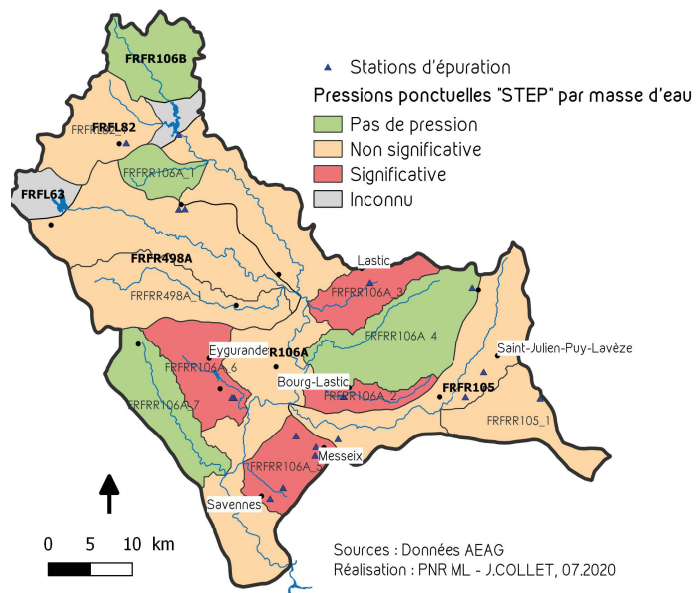 FRFR106B
Stations d'épuration
Pressions ponctuelles "STEP" par masse d'eau
Pas de pression
Non significative
Significative
Inconnu
FRFL82
FRFRR106A_1
FRFL63
FRFR498A
Lastic
FRFRR106A_3
FRFRR498A_1
FRFRR106A_4
Eygurande
R106A
Saint-Julien-Puy-Lavèze
FRFRR106A_6
Bourg-Lastic
FRFR105
FRFRR106A_2
FRFRR106A_7
FRFRR105_1
Messeix
FRFRR106A_5
Savennes
0 5 10 km
Sources : Données AEAG
Réalisation : PNR ML - J.COLLET, 07.2020